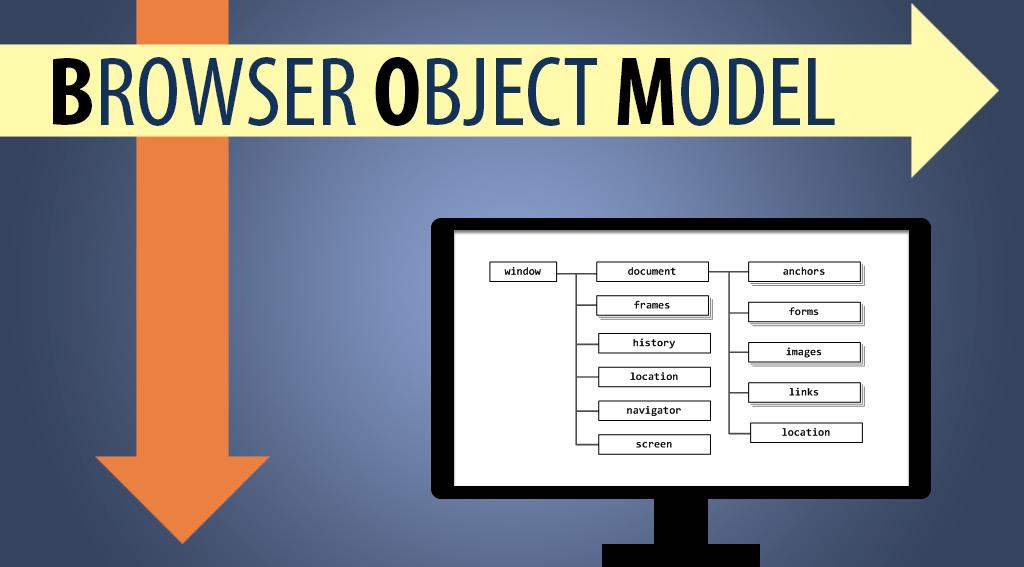 BROWSER OBJECT MODEL
window
document
anchors
frames
forms
history
images
location
links
navigator
location
screen